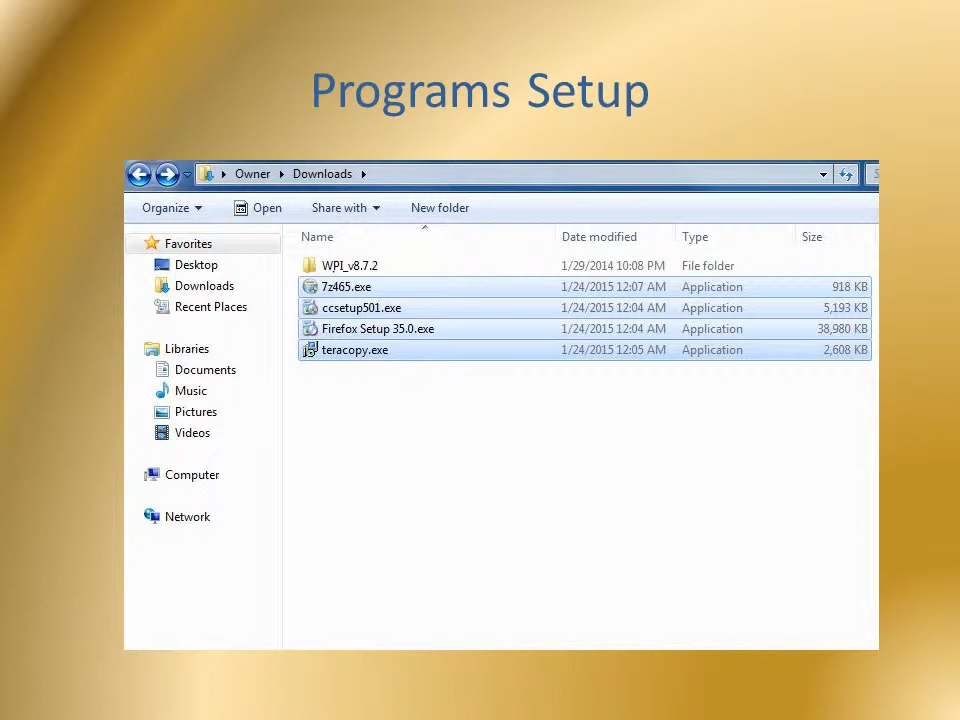 Programs Setup
Owner Downloads
Organize Open Share with New folder
Name Date modified Type Size
Favorites
Desktop
Downloads
Recent Places
Libraries
Documents
Music
Pictures
Videos
Computer
Network
WPI_v8.7.2 1/29/2014 10:08 PM File folder
7z465.exe 1/24/2015 12:07 AM Application 918 KB
ccsetup501.exe 1/24/2015 12:04 AM Application 5,193 KB
Firefox Setup 35.0.exe 1/24/2015 12:04 AM Application 38,980 KB
teracopy.exe 1/24/2015 12:05 AM Application 2,608 KB